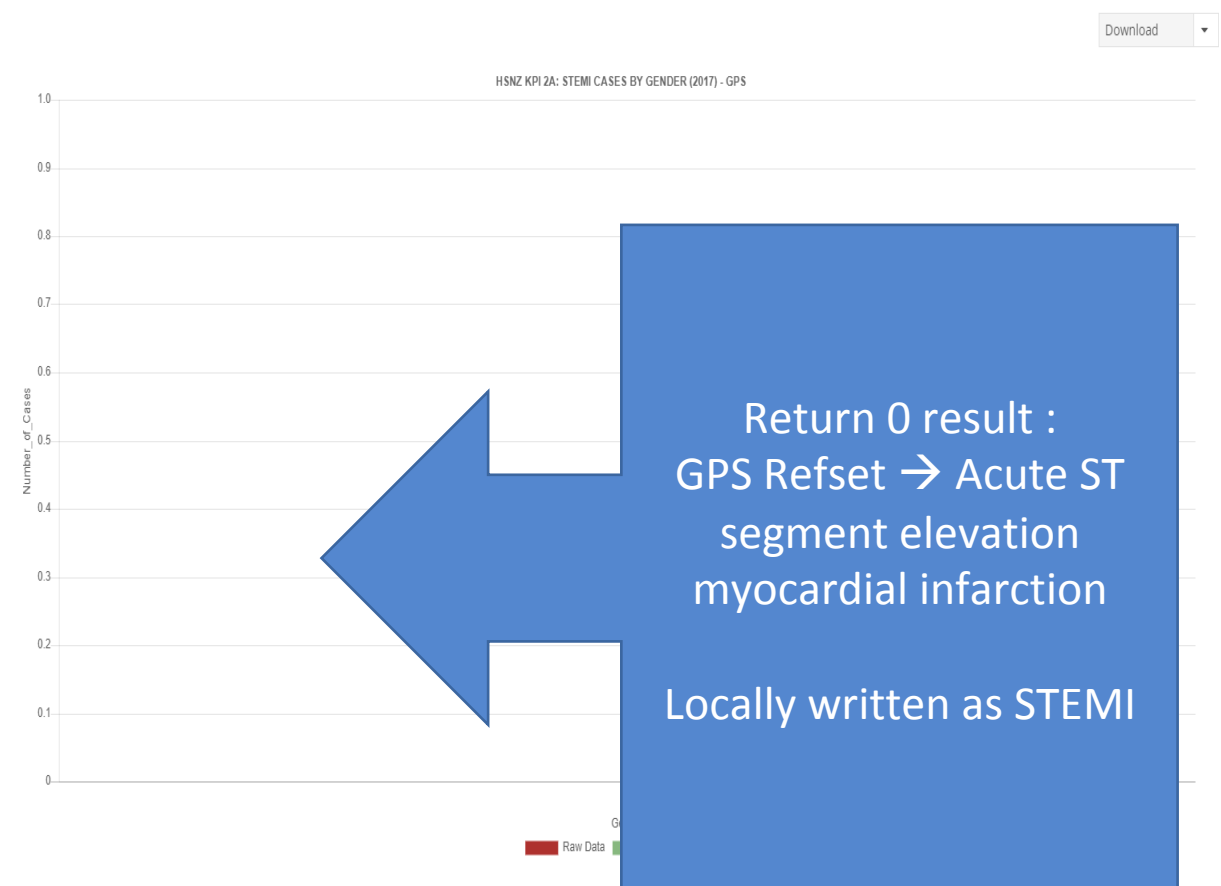 Download
HSNZ KPI 2A: STEMI CASES BY GENDER (2017) - GPS
1.0
0.9
0.8
0.7
0.6
0.5
0.4
0.3
0.2
0.1
0
Number_of_Cases
Return 0 result :
GPS Refset → Acute ST
segment elevation
myocardial infarction
Locally written as STEMI
Raw Data